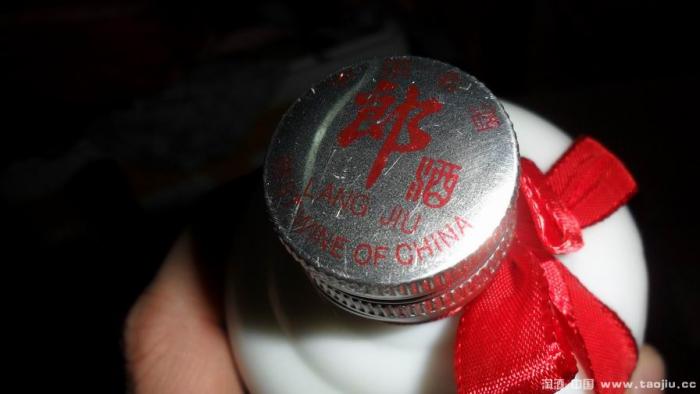 郎
酒
LANG JIU
WINE OF CHINA
淘酒·中国 www.taojiu.cc